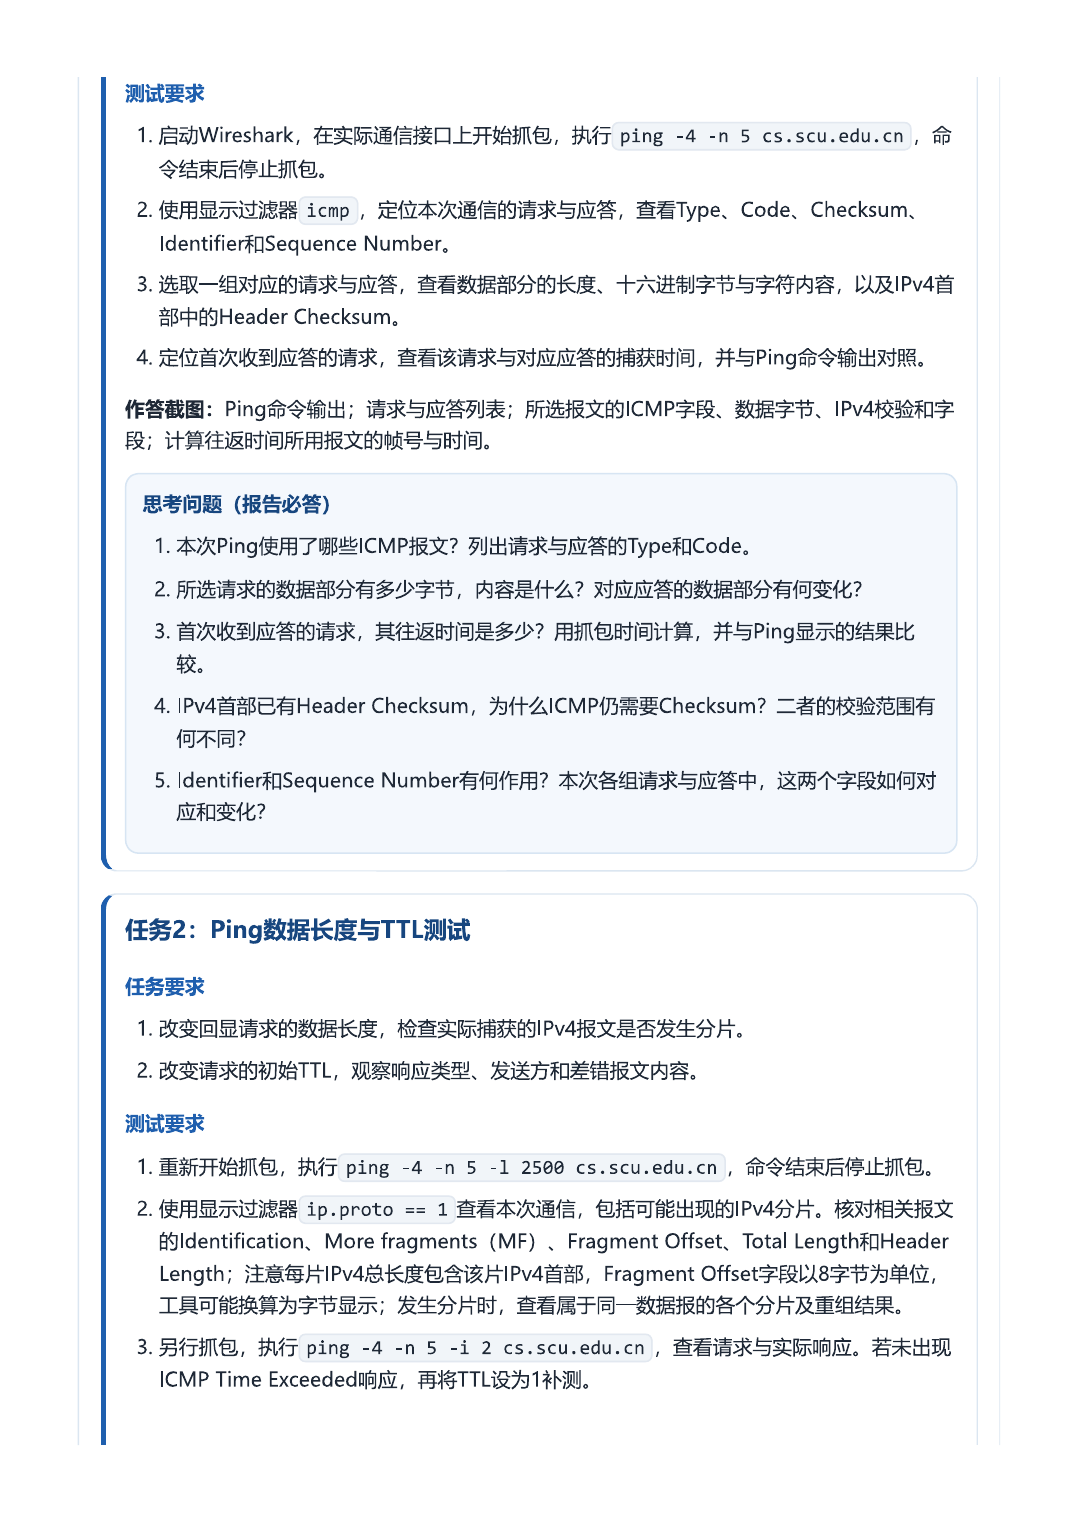 测试要求
1. 启动Wireshark，在实际通信接口上开始抓包，执行 ping -4 -n 5 cs.scu.edu.cn ，命
令结束后停止抓包。
2. 使用显示过滤器 icmp ，定位本次通信的请求与应答，查看Type、Code、Checksum、
Identifier和Sequence Number。
3. 选取一组对应的请求与应答，查看数据部分的长度、十六进制字节与字符内容，以及IPv4首
部中的Header Checksum。
4. 定位首次收到应答的请求，查看该请求与对应应答的捕获时间，并与Ping命令输出对照。
作答截图：Ping命令输出；请求与应答列表；所选报文的ICMP字段、数据字节、IPv4校验和字
段；计算往返时间所用报文的帧号与时间。
思考问题（报告必答）
1. 本次Ping使用了哪些ICMP报文？列出请求与应答的Type和Code。
2. 所选请求的数据部分有多少字节，内容是什么？对应应答的数据部分有何变化？
3. 首次收到应答的请求，其往返时间是多少？用抓包时间计算，并与Ping显示的结果比
较。
4. IPv4首部已有Header Checksum，为什么ICMP仍需要Checksum？二者的校验范围有
何不同？
5. Identifier和Sequence Number有何作用？本次各组请求与应答中，这两个字段如何对
应和变化？
任务2：Ping数据长度与TTL测试
任务要求
1. 改变回显请求的数据长度，检查实际捕获的IPv4报文是否发生分片。
2. 改变请求的初始TTL，观察响应类型、发送方和差错报文内容。
测试要求
1. 重新开始抓包，执行 ping -4 -n 5 -l 2500 cs.scu.edu.cn ，命令结束后停止抓包。
2. 使用显示过滤器 ip.proto == 1 查看本次通信，包括可能出现的IPv4分片。核对相关报文
的Identification、More fragments（MF）、Fragment Offset、Total Length和Header
Length；注意每片IPv4总长度包含该片IPv4首部，Fragment Offset字段以8字节为单位，
工具可能换算为字节显示；发生分片时，查看属于同一数据报的各个分片及重组结果。
3. 另行抓包，执行 ping -4 -n 5 -i 2 cs.scu.edu.cn ，查看请求与实际响应。若未出现
ICMP Time Exceeded响应，再将TTL设为1补测。